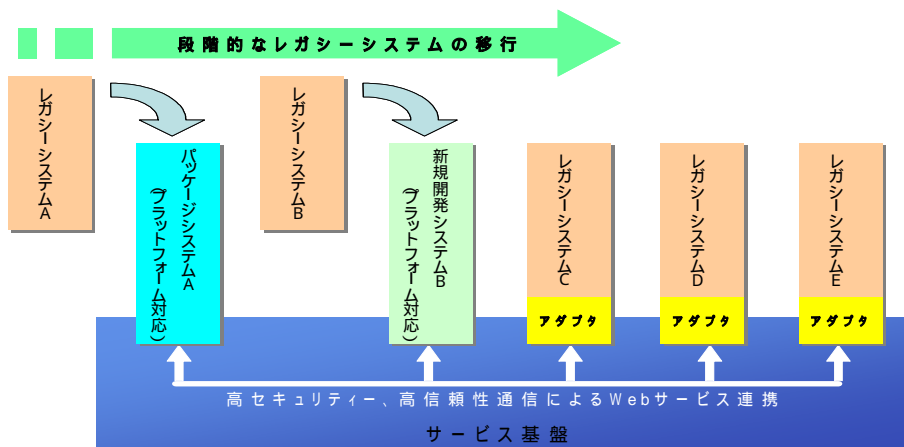 段階的なレガシーシステムの移行
レガシーシステムA
パッケージシステムA
(プラットフォーム対応)
レガシーシステムB
新規開発システムB
(プラットフォーム対応)
レガシーシステムC
アダプタ
レガシーシステムD
アダプタ
レガシーシステムE
アダプタ
高セキュリティー、高信頼性通信によるWebサービス連携
サービス基盤